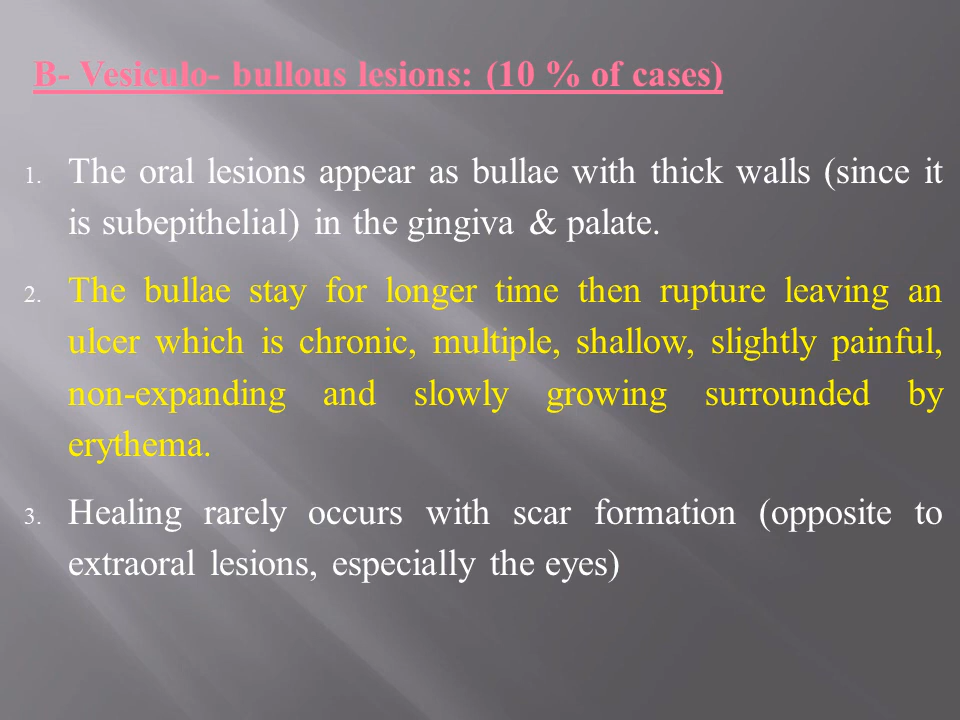 B- Vesiculo- bullous lesions: (10 % of cases)
1. The oral lesions appear as bullae with thick walls (since it
is subepithelial) in the gingiva & palate.
2. The bullae stay for longer time then rupture leaving an
ulcer which is chronic, multiple, shallow, slightly painful,
non-expanding and slowly growing surrounded by
erythema.
3. Healing rarely occurs with scar formation (opposite to
extraoral lesions, especially the eyes)